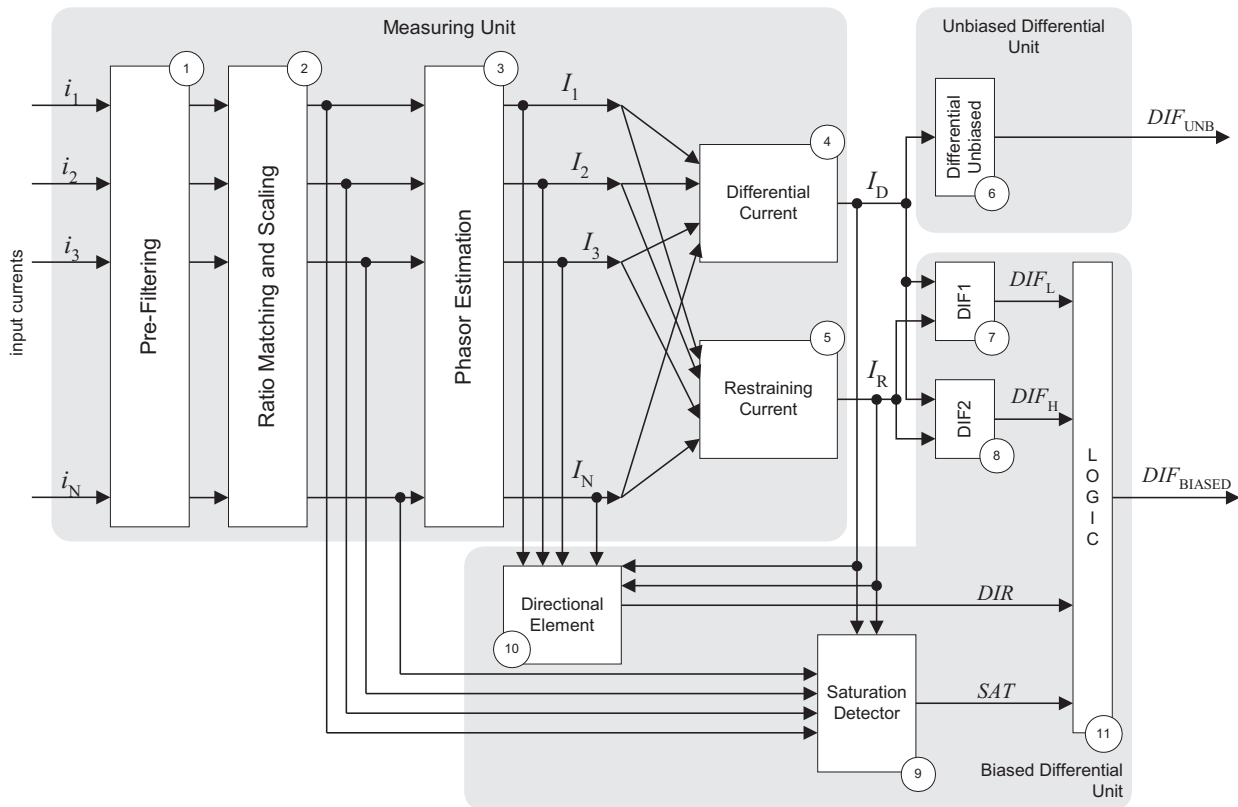 Measuring Unit
Unbiased Differential
Unit
1
2
3
i1
i2
i3
iN
input currents
Pre-Filtering
Ratio Matching and Scaling
Phasor Estimation
I1
I2
I3
IN
4
Differential
Current
5
Restraining
Current
ID
IR
Differential
Unbiased
6
DIFUNB
DIF1
7
DIFL
DIF2
8
DIFH
LOGIC
11
DIFBIASED
Directional
Element
10
DIR
Saturation
Detector
9
SAT
Biased Differential
Unit